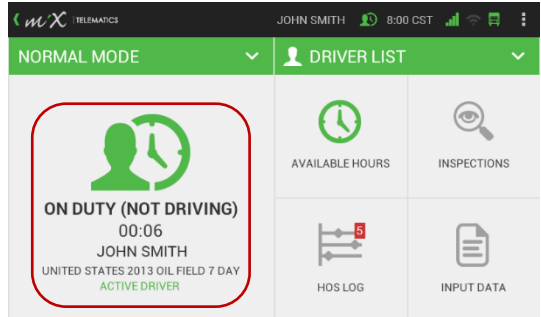 mix TELEMATICS JOHN SMITH 8:00 CST
NORMAL MODE
DRIVER LIST
ON DUTY (NOT DRIVING)
00:06
JOHN SMITH
UNITED STATES 2013 OIL FIELD 7 DAY
ACTIVE DRIVER
AVAILABLE HOURS
INSPECTIONS
5
HOS LOG
INPUT DATA